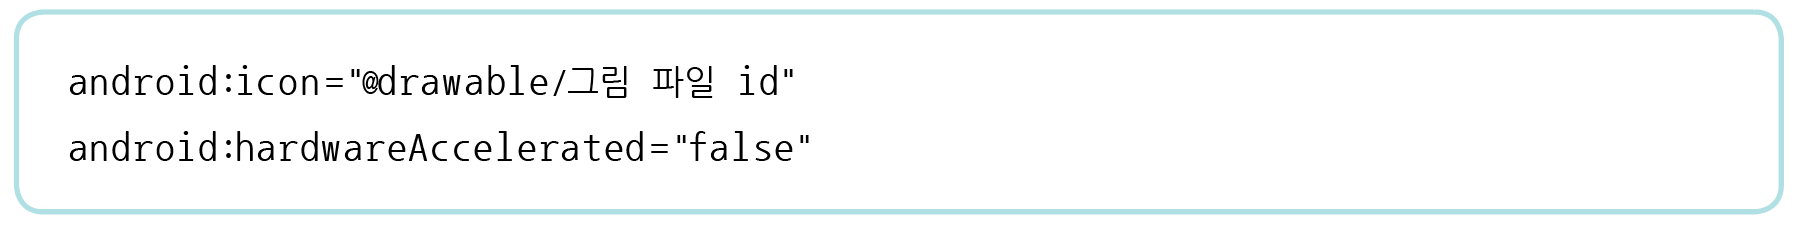 android:icon="@drawable/그림 파일 id"
android:hardwareAccelerated="false"